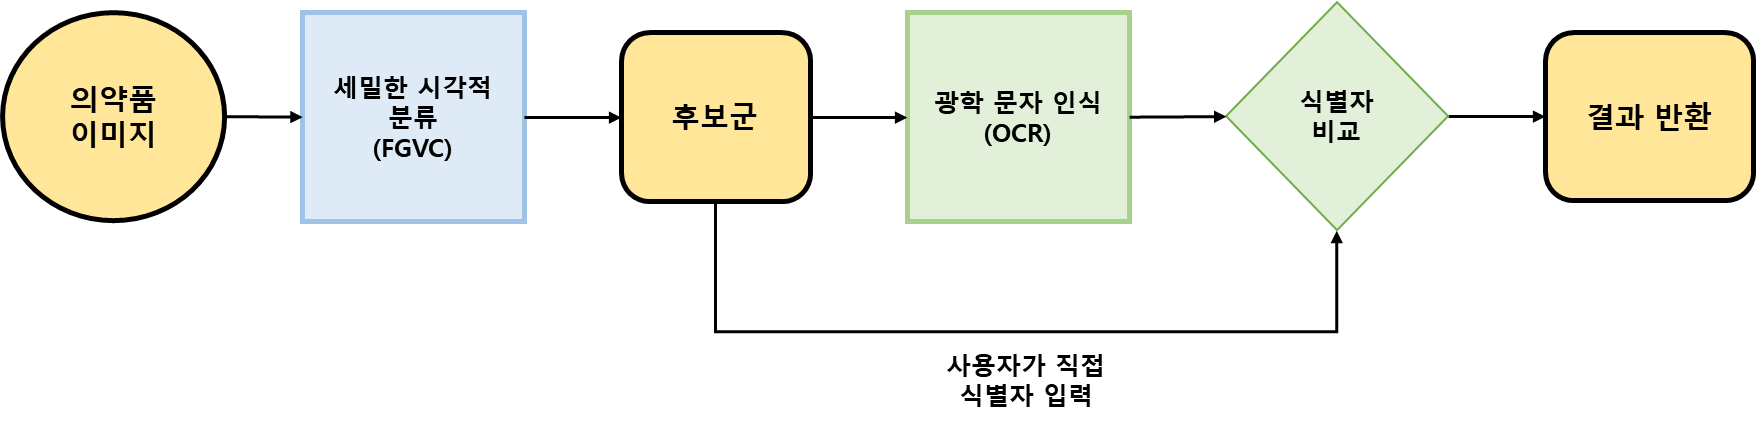 의약품
이미지
세밀한 시각적
분류
(FGVC)
후보군
광학 문자 인식
(OCR)
식별자
비교
결과 반환
사용자가 직접
식별자 입력